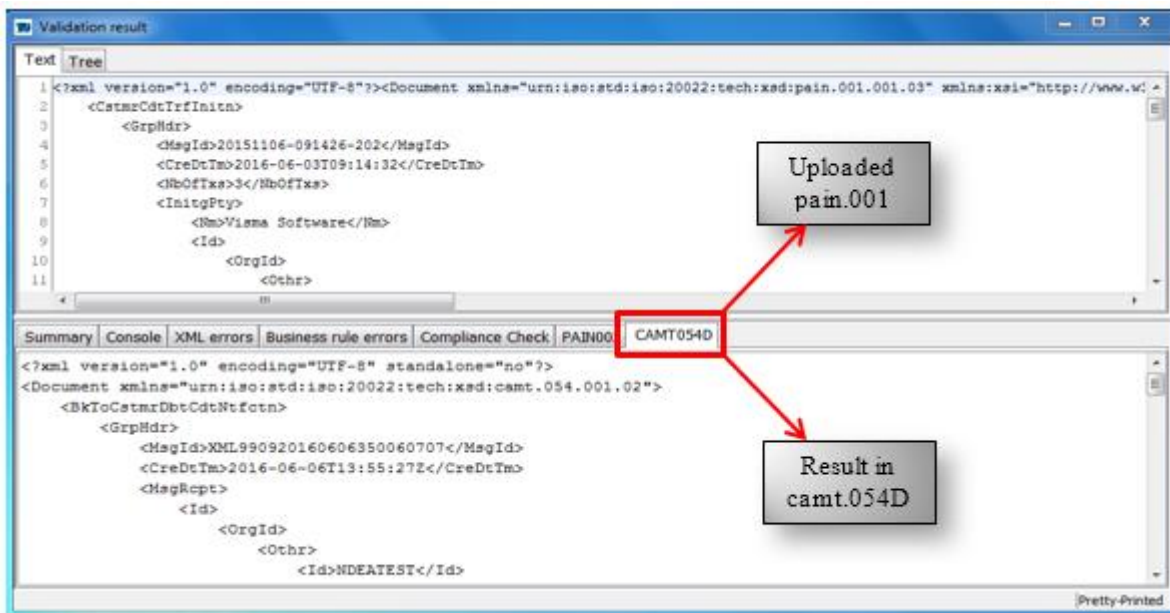 Validation result
Text Tree
1 <?xml version="1.0" encoding="UTF-8"?><Document xmlns="urn:iso:std:iso:20022:tech:xsd:pain.001.001.03" xmlns:xsi="http://www.w3
2 <CstmrCdtTrfInitn>
3 <GrpHdr>
4 <MsgId>20151106-091426-202</MsgId>
5 <CreDtTm>2016-06-03T09:14:32</CreDtTm>
6 <NbOfTxs>3</NbOfTxs>
7 <InitgPty>
8 <Nm>Visma Software</Nm>
9 <Id>
10 <OrgId>
11 <Othr>
Uploaded
pain.001
Summary Console XML errors Business rule errors Compliance Check PAIN00 CAMT054D
<?xml version="1.0" encoding="UTF-8" standalone="no"?>
<Document xmlns="urn:iso:std:iso:20022:tech:xsd:camt.054.001.02">
<BkToCstmrDbtCdtNtfctn>
<GrpHdr>
<MsgId>XML990920160606350060707</MsgId>
<CreDtTm>2016-06-06T13:55:27Z</CreDtTm>
<MsgRcpt>
<Id>
<OrgId>
<Othr>
<Id>NDEATEST</Id>
Result in
camt.054D
Pretty-Printed